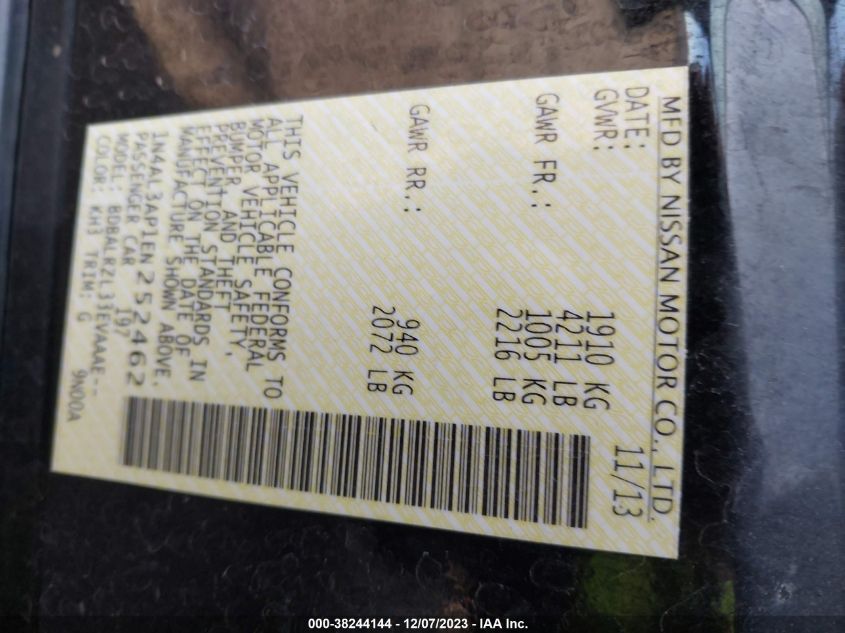 MFD BY NISSAN MOTOR CO., LTD.
DATE: 11/13
GVWR: 1910 KG
4211 LB
GAWR FR.: 1005 KG
2216 LB
GAWR RR.: 940 KG
2072 LB
THIS VEHICLE CONFORMS TO
ALL APPLICABLE FEDERAL
MOTOR VEHICLE SAFETY,
BUMPER, AND THEFT
PREVENTION STANDARDS IN
EFFECT ON THE DATE OF
MANUFACTURE SHOWN ABOVE.
1N4AL3AP1EN252462
PASSENGER CAR 197
MODEL: BDBALRZL33EVAAAE--
COLOR: KH3 TRIM: G 9N00A
000-38244144 - 12/07/2023 - IAA Inc.